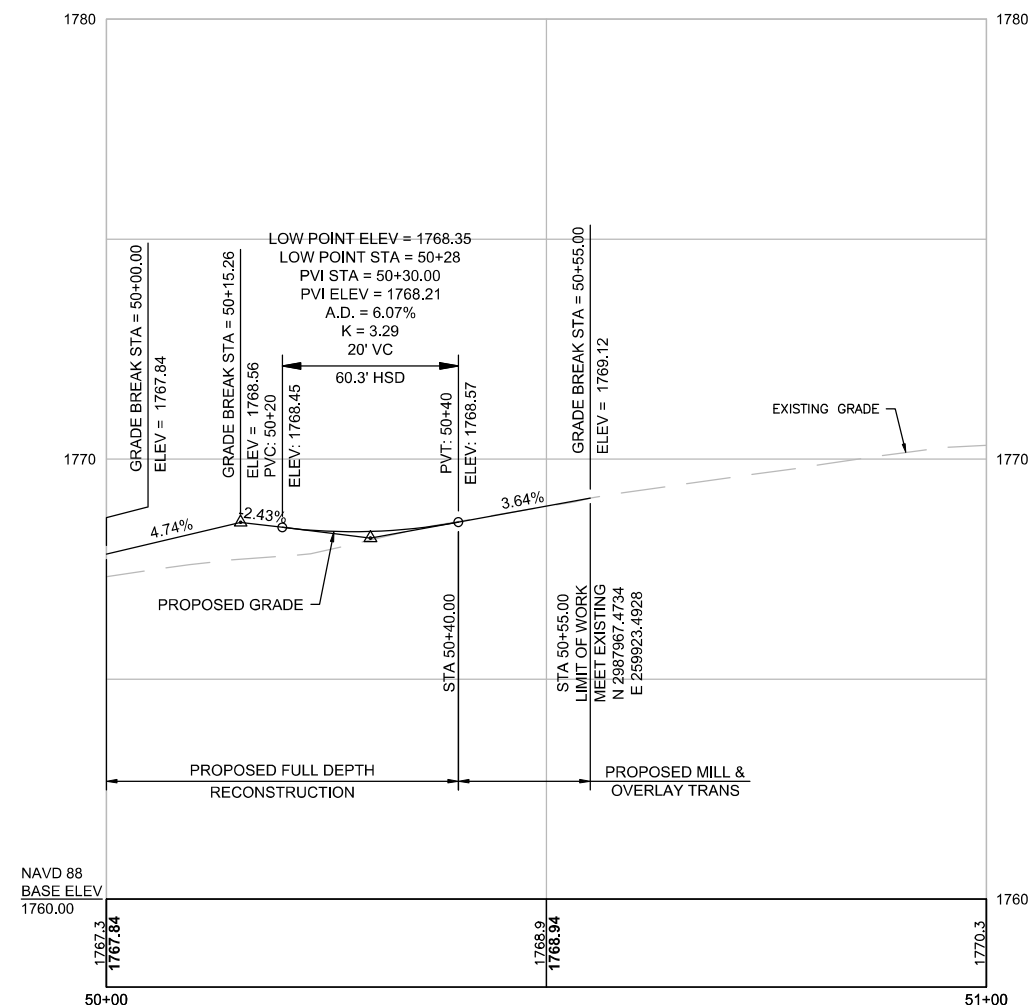 1780
1780
GRADE BREAK STA = 50+00.00
ELEV = 1767.84
GRADE BREAK STA = 50+15.26
ELEV = 1768.56
LOW POINT ELEV = 1768.35
LOW POINT STA = 50+28
PVI STA = 50+30.00
PVI ELEV = 1768.21
A.D. = 6.07%
K = 3.29
20' VC
60.3' HSD
PVC: 50+20
ELEV: 1768.45
PVT: 50+40
ELEV: 1768.57
GRADE BREAK STA = 50+55.00
ELEV = 1769.12
EXISTING GRADE
1770
1770
4.74%
-2.43%
3.64%
PROPOSED GRADE
STA 50+40.00
STA 50+55.00
LIMIT OF WORK
MEET EXISTING
N 2987967.4734
E 259923.4928
PROPOSED FULL DEPTH
RECONSTRUCTION
PROPOSED MILL &
OVERLAY TRANS
NAVD 88
BASE ELEV
1760.00
1760
1767.3
1767.84
1768.9
1768.94
1770.3
50+00
51+00